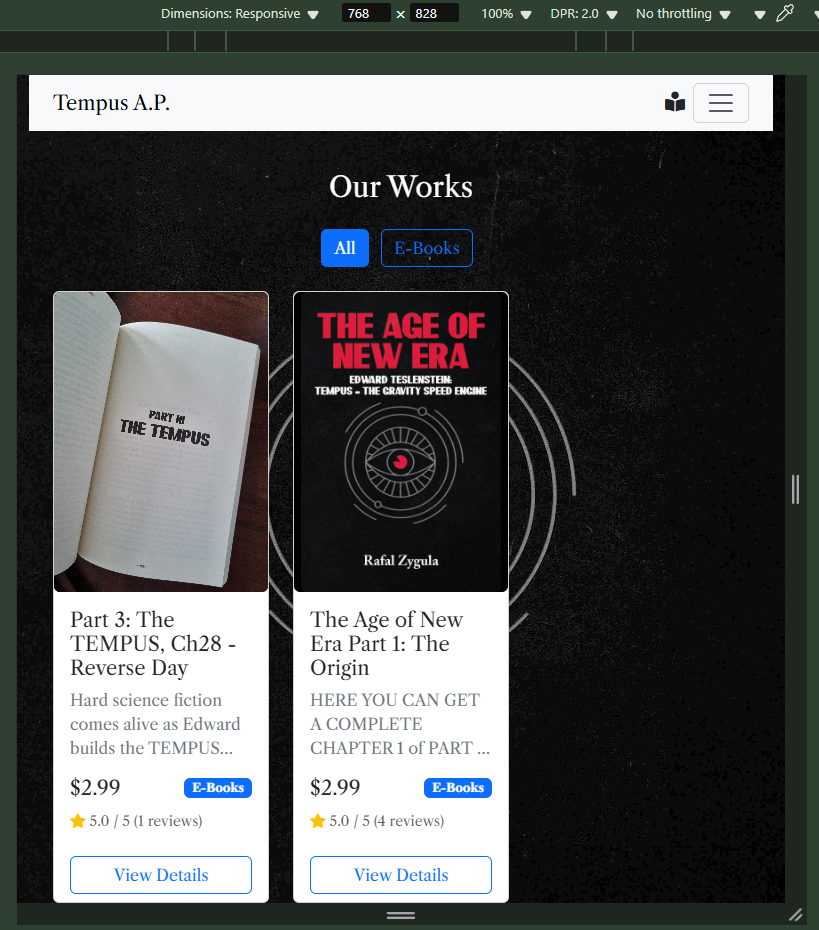 Dimensions: Responsive 768 × 828 100% DPR: 2.0 No throttling
Tempus A.P.
Our Works
All E-Books
PART III
THE TEMPUS
THE AGE OF
NEW ERA
EDWARD TESLENSTEIN:
TEMPUS – THE GRAVITY SPEED ENGINE
Rafal Zygula
Part 3: The
TEMPUS, Ch28 -
Reverse Day
Hard science fiction
comes alive as Edward
builds the TEMPUS...
$2.99 E-Books
5.0 / 5 (1 reviews)
View Details
The Age of New
Era Part 1: The
Origin
HERE YOU CAN GET
A COMPLETE
CHAPTER 1 of PART ...
$2.99 E-Books
5.0 / 5 (4 reviews)
View Details